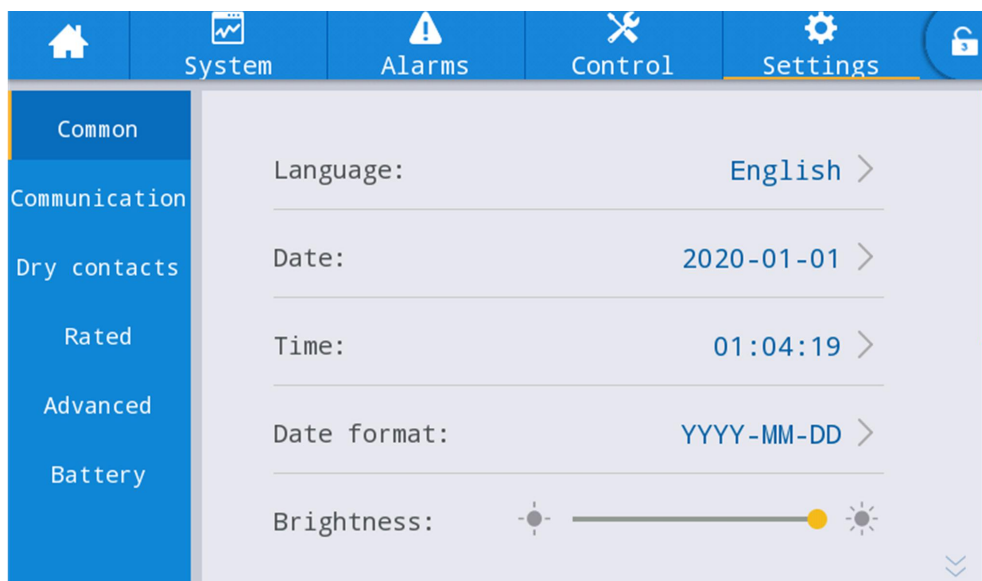 System
Alarms
Control
Settings
3
Common
Communication
Dry contacts
Rated
Advanced
Battery
Language: English
Date: 2020-01-01
Time: 01:04:19
Date format: YYYY-MM-DD
Brightness: